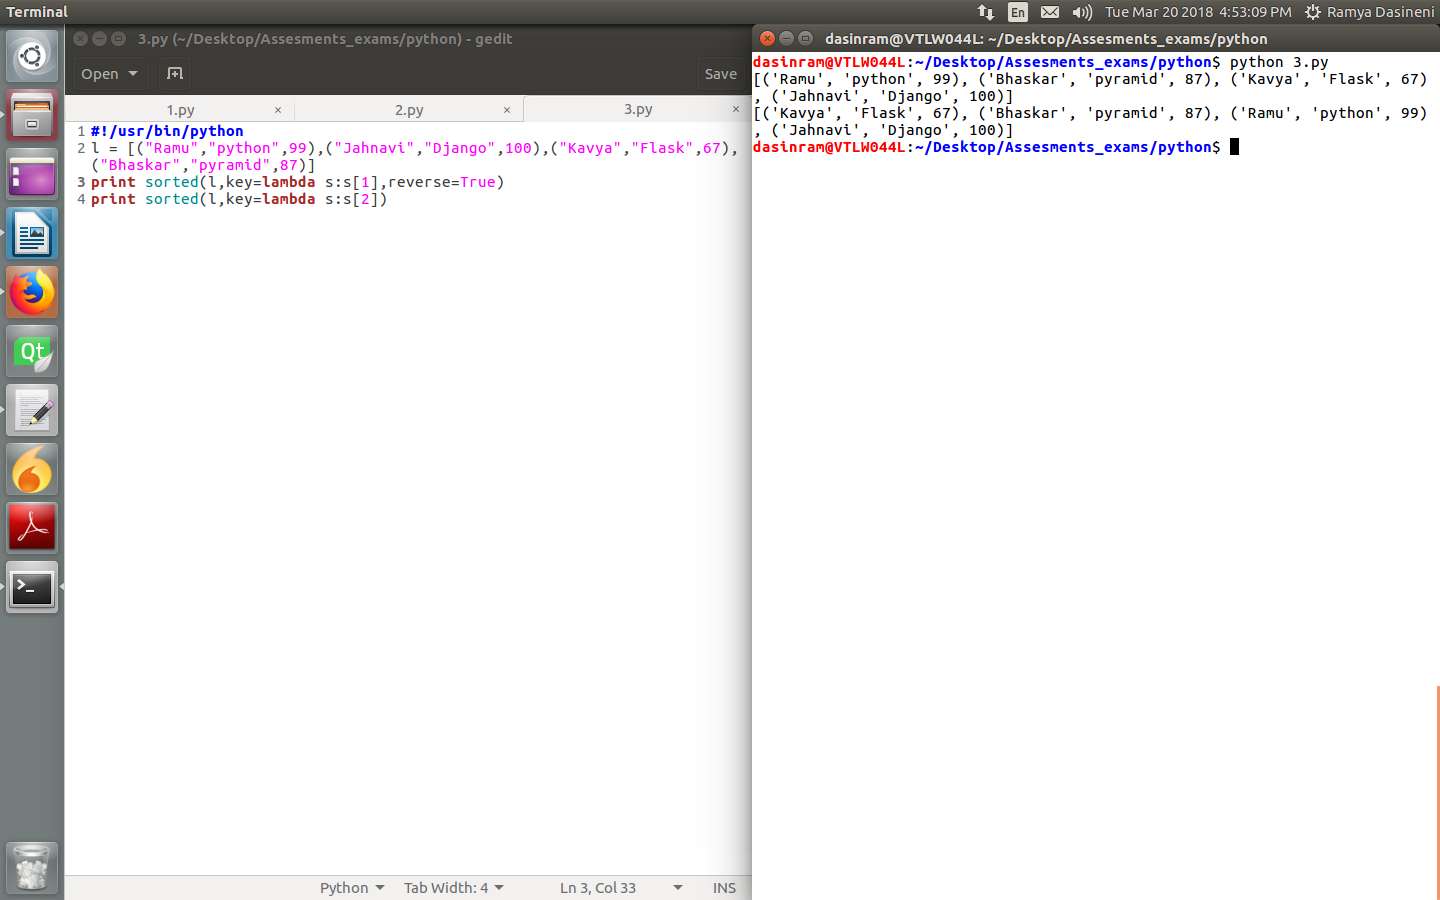 Terminal
En
Tue Mar 20 2018 4:53:09 PM
Ramya Dasineni
3.py (~/Desktop/Assesments_exams/python) - gedit
Open
Save
1.py ×
2.py ×
3.py ×
1 #!/usr/bin/python
2 l = [("Ramu","python",99),("Jahnavi","Django",100),("Kavya","Flask",67),
("Bhaskar","pyramid",87)]
3 print sorted(l,key=lambda s:s[1],reverse=True)
4 print sorted(l,key=lambda s:s[2])
Qt
Python
Tab Width: 4
Ln 3, Col 33
INS
dasinram@VTLW044L: ~/Desktop/Assesments_exams/python
dasinram@VTLW044L:~/Desktop/Assesments_exams/python$ python 3.py
[('Ramu', 'python', 99), ('Bhaskar', 'pyramid', 87), ('Kavya', 'Flask', 67)
, ('Jahnavi', 'Django', 100)]
[('Kavya', 'Flask', 67), ('Bhaskar', 'pyramid', 87), ('Ramu', 'python', 99)
, ('Jahnavi', 'Django', 100)]
dasinram@VTLW044L:~/Desktop/Assesments_exams/python$